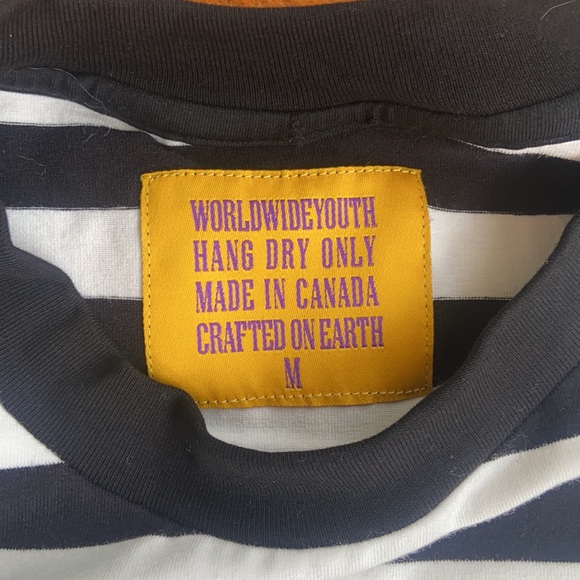 WORLDWIDEYOUTH
HANG DRY ONLY
MADE IN CANADA
CRAFTED ON EARTH
M